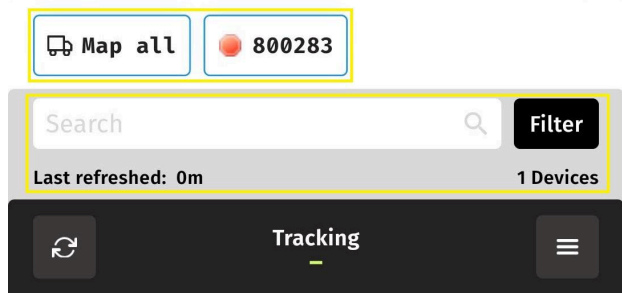 Map all 800283
Search Filter
Last refreshed: 0m 1 Devices
Tracking